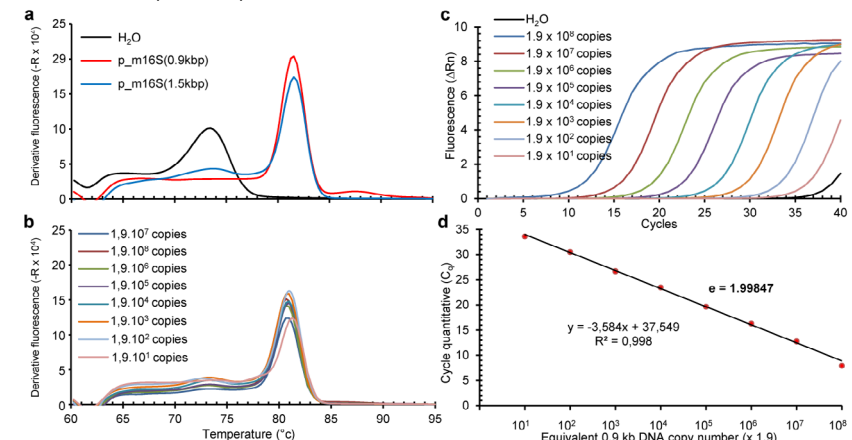 a
Derivative fluorescence (-R x 10⁴)
25
29
15
10
5
0
H₂O
p_m16S(0.9kbp)
p_m16S(1.5kbp)
b
Derivative fluorescence (-R x 10⁴)
25
20
15
10
5
0
1,9.10⁷ copies
1,9.10⁸ copies
1,9.10⁶ copies
1,9.10⁵ copies
1,9.10⁴ copies
1,9.10³ copies
1,9.10² copies
1,9.10¹ copies
60 65 70 75 80 85 90 95
Temperature (°c)
c
Fluorescence (ΔRn)
10
8
6
4
2
0
H₂O
1.9 x 10⁸ copies
1.9 x 10⁷ copies
1.9 x 10⁶ copies
1.9 x 10⁵ copies
1.9 x 10⁴ copies
1.9 x 10³ copies
1.9 x 10² copies
1.9 x 10¹ copies
0 5 10 15 20 25 30 35 40
Cycles
d
Cycle quantitative (Cq)
35
30
25
20
15
10
5
0
e = 1.99847
y = -3,584x + 37,549
R² = 0,998
10¹ 10² 10³ 10⁴ 10⁵ 10⁶ 10⁷ 10⁸
Equivalent 0.9 kb DNA copy number (x 1.9)